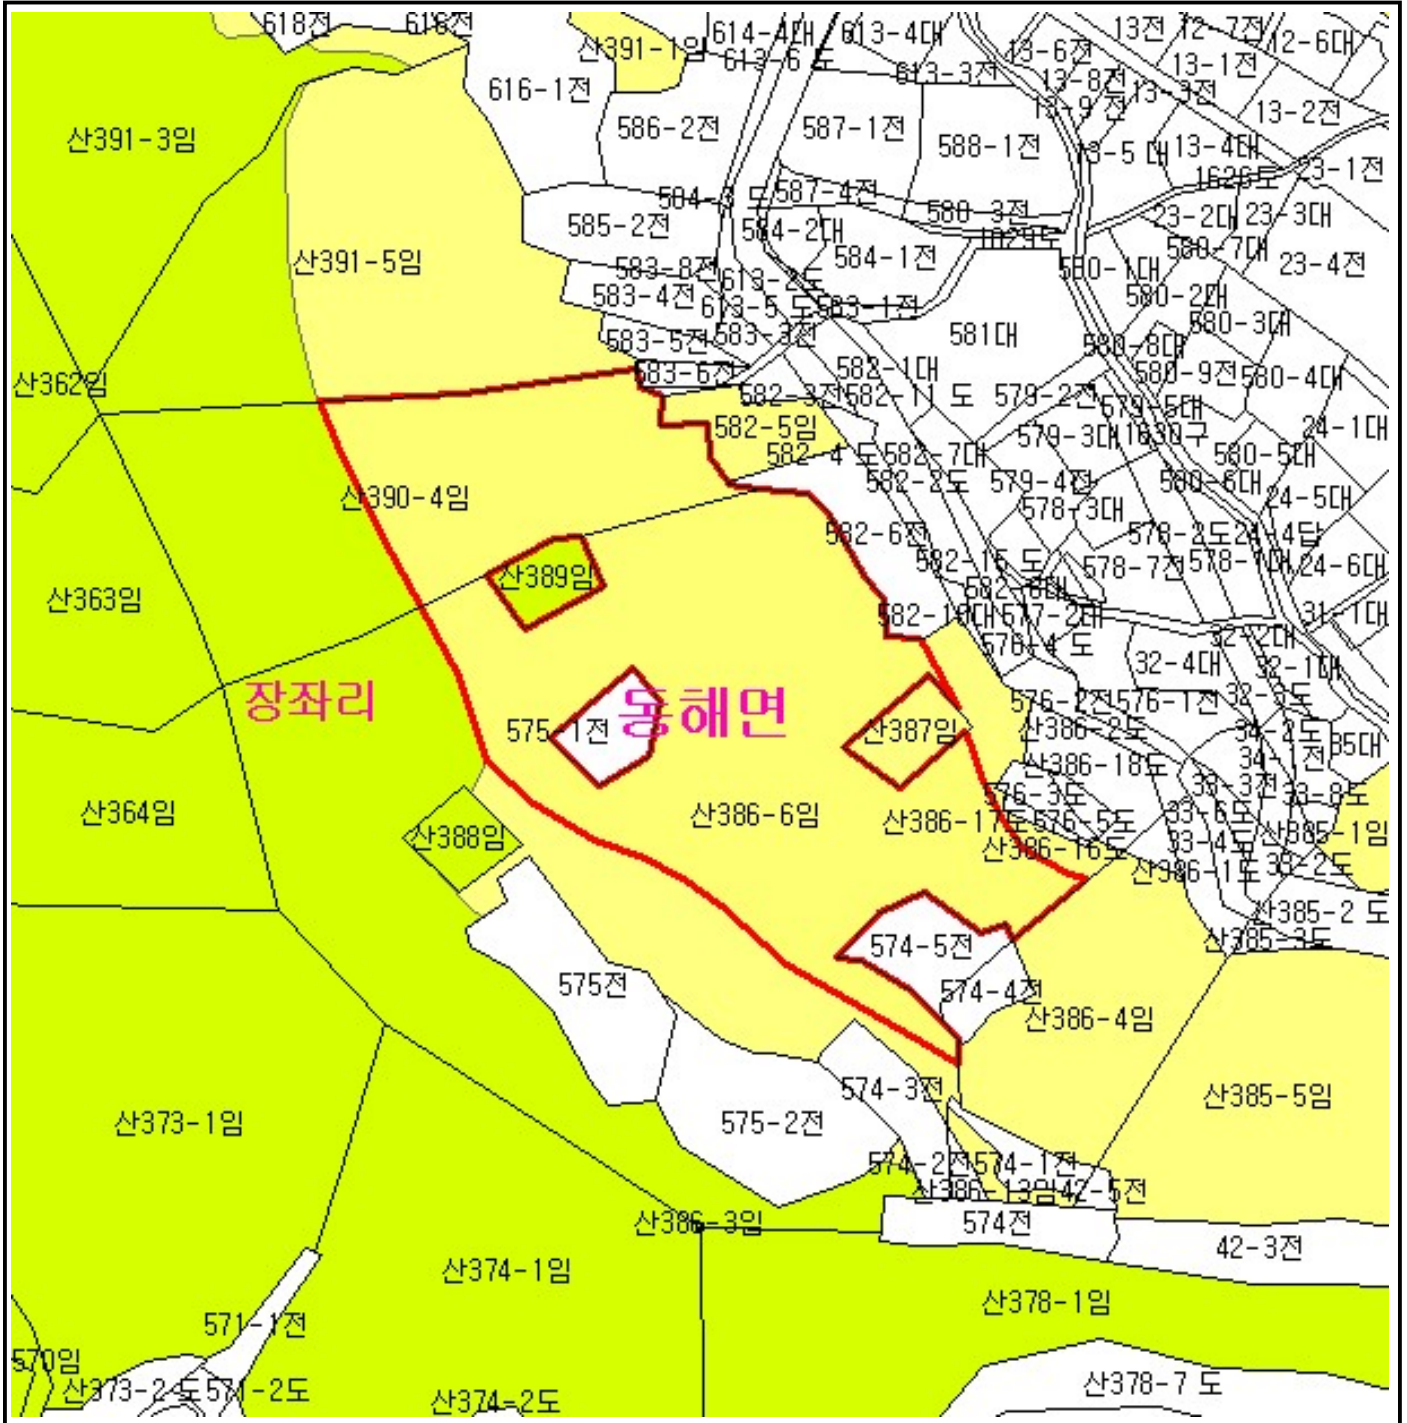 618전
616전
산391-1임
614-4대
613-4대
13전
12-7전
12-6대
613-6 도
13-6전
13-1전
613-3전
13-8전
616-1전
13-3전
13-9 전
13-2전
586-2전
587-1전
588-1전
산391-3임
13-5 대
13-4대
23-1전
1626도
587-4전
580-3전
23-2대
23-3대
585-2전
584-2대
584-1전
580-7대
산391-5임
583-8전
613-2도
580-1대
23-4전
583-4전
613-5 도
583-1전
580-2대
583-5전
583-3전
581대
580-3대
580-8대
583-6전
582-1대
580-9전
580-4대
산362임
582-3전
582-11 도
579-2전
579-5대
582-5임
579-3대
1630구
24-1대
582-4 도
582-7대
580-5대
582-2도
579-4전
580-6대
산390-4임
24-5대
578-3대
582-6전
578-2도
24-4답
582-15 도
578-7전
578-1대
24-6대
산389임
582-8대
산363임
582-10대
577-2대
31-1대
576-4 도
32-2대
32-4대
32-1대
장좌리
동해면
576-2전
576-1전
32-3도
575-1전
산387임
산386-2도
34-2도
35대
산386-18도
33-3전
576-3도
33-8도
산364임
산386-6임
산386-17도
576-5도
33-5도
산388임
산386-16도
33-4도
산385-1임
산386-1도
33-2도
산385-2 도
574-5전
산385-3도
575전
574-4전
산386-4임
574-3전
산385-5임
산373-1임
575-2전
574-2전
574-1전
산386-13임
42-5전
산386-3임
574전
42-3전
산374-1임
산378-1임
571-1전
570임
산373-2 도
571-2도
산374-2도
산378-7 도